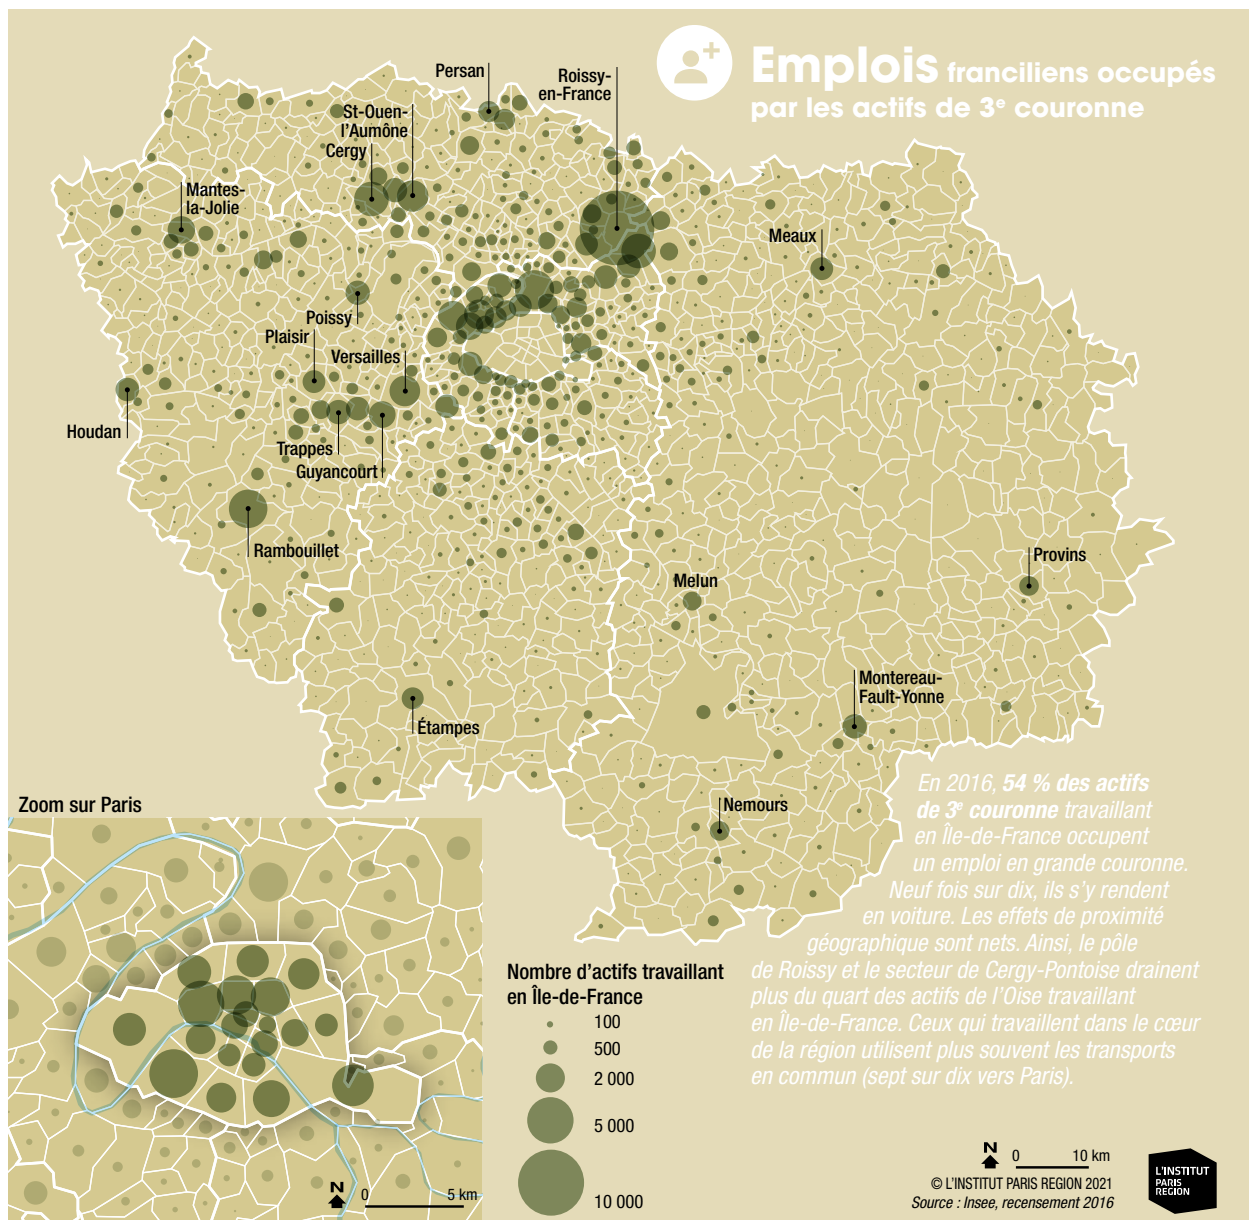 Emplois franciliens occupés
par les actifs de 3e couronne
Persan
Roissy-
en-France
St-Ouen-
l'Aumône
Cergy
Mantes-
la-Jolie
Meaux
Poissy
Plaisir
Versailles
Houdan
Trappes
Guyancourt
Rambouillet
Provins
Melun
Montereau-
Fault-Yonne
Étampes
Nemours
En 2016, 54 % des actifs
de 3e couronne travaillant
en Île-de-France occupent
un emploi en grande couronne.
Neuf fois sur dix, ils s'y rendent
en voiture. Les effets de proximité
géographique sont nets. Ainsi, le pôle
de Roissy et le secteur de Cergy-Pontoise drainent
plus du quart des actifs de l'Oise travaillant
en Île-de-France. Ceux qui travaillent dans le cœur
de la région utilisent plus souvent les transports
en commun (sept sur dix vers Paris).
Zoom sur Paris
N 0 5 km
Nombre d'actifs travaillant
en Île-de-France
100
500
2 000
5 000
10 000
N 0 10 km
© L'INSTITUT PARIS REGION 2021
Source : Insee, recensement 2016
L'INSTITUT
PARIS
REGION